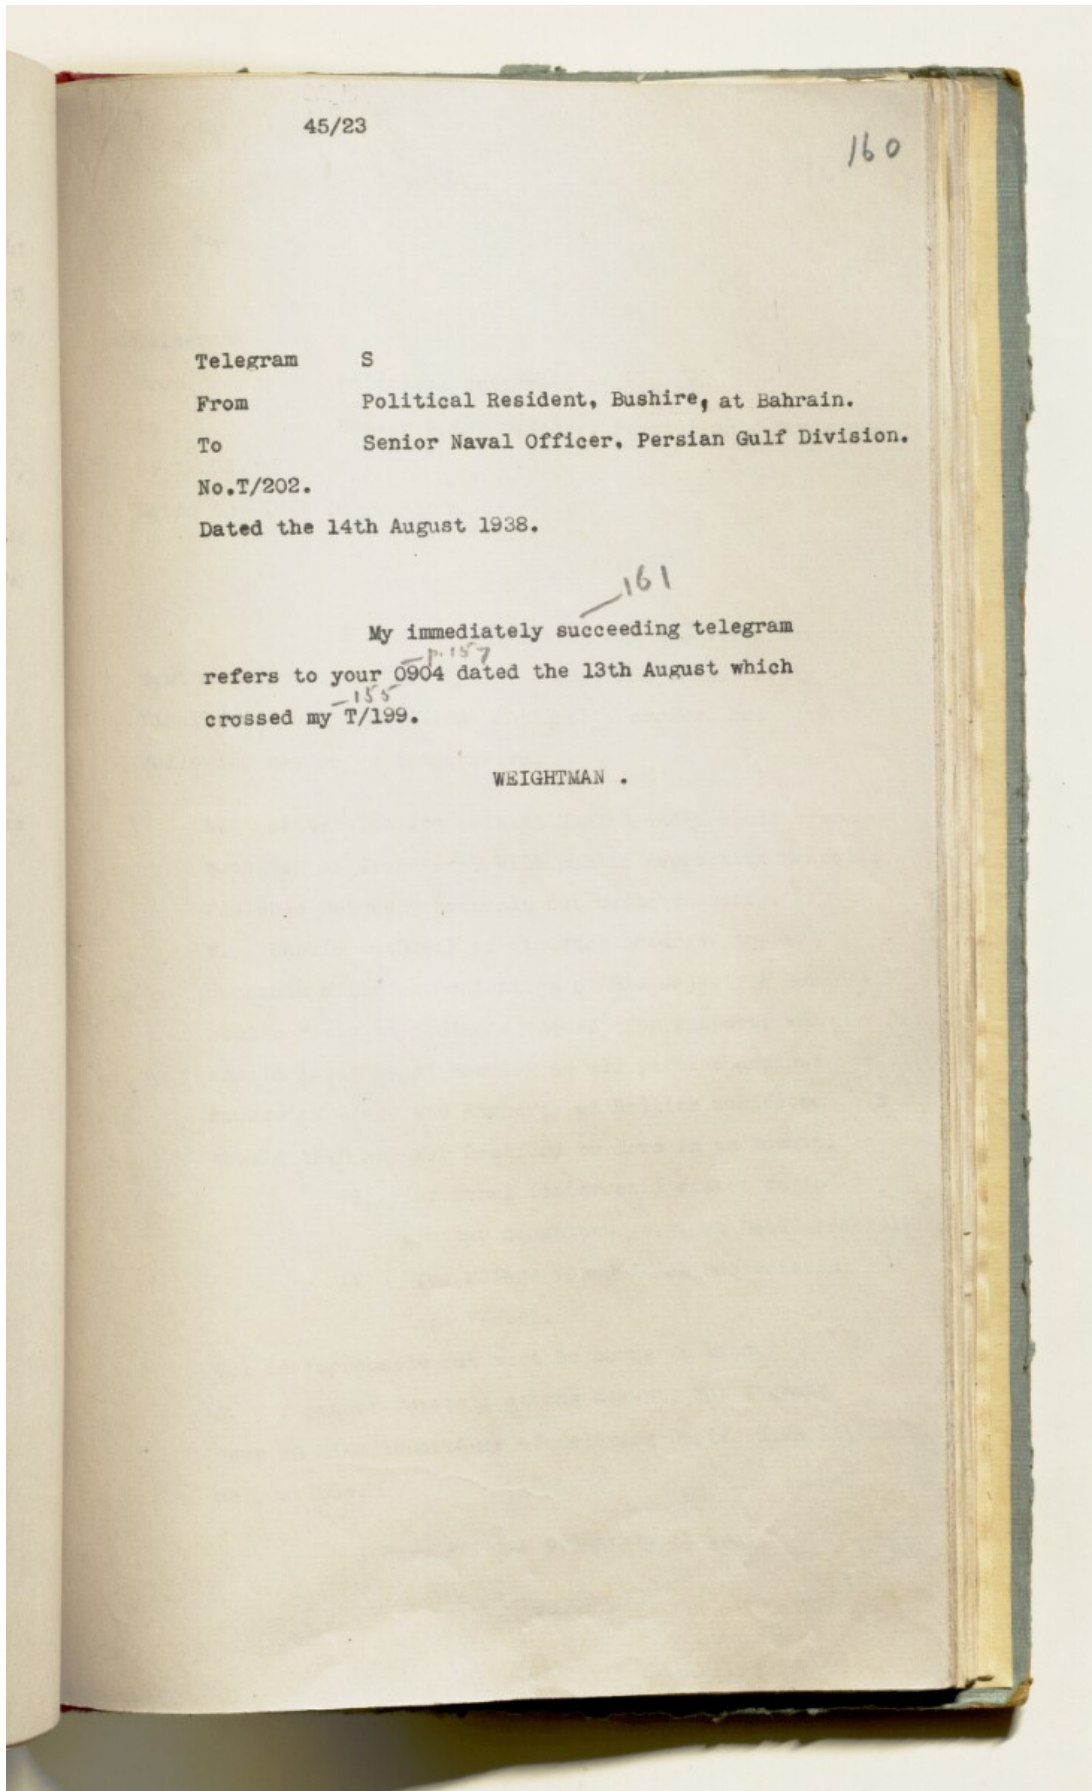 45/23
160
Telegram S
From Political Resident, Bushire, at Bahrain.
To Senior Naval Officer, Persian Gulf Division.
No.T/202.
Dated the 14th August 1938.
161
My immediately succeeding telegram
p.157
refers to your 0904 dated the 13th August which
155
crossed my T/199.
WEIGHTMAN .